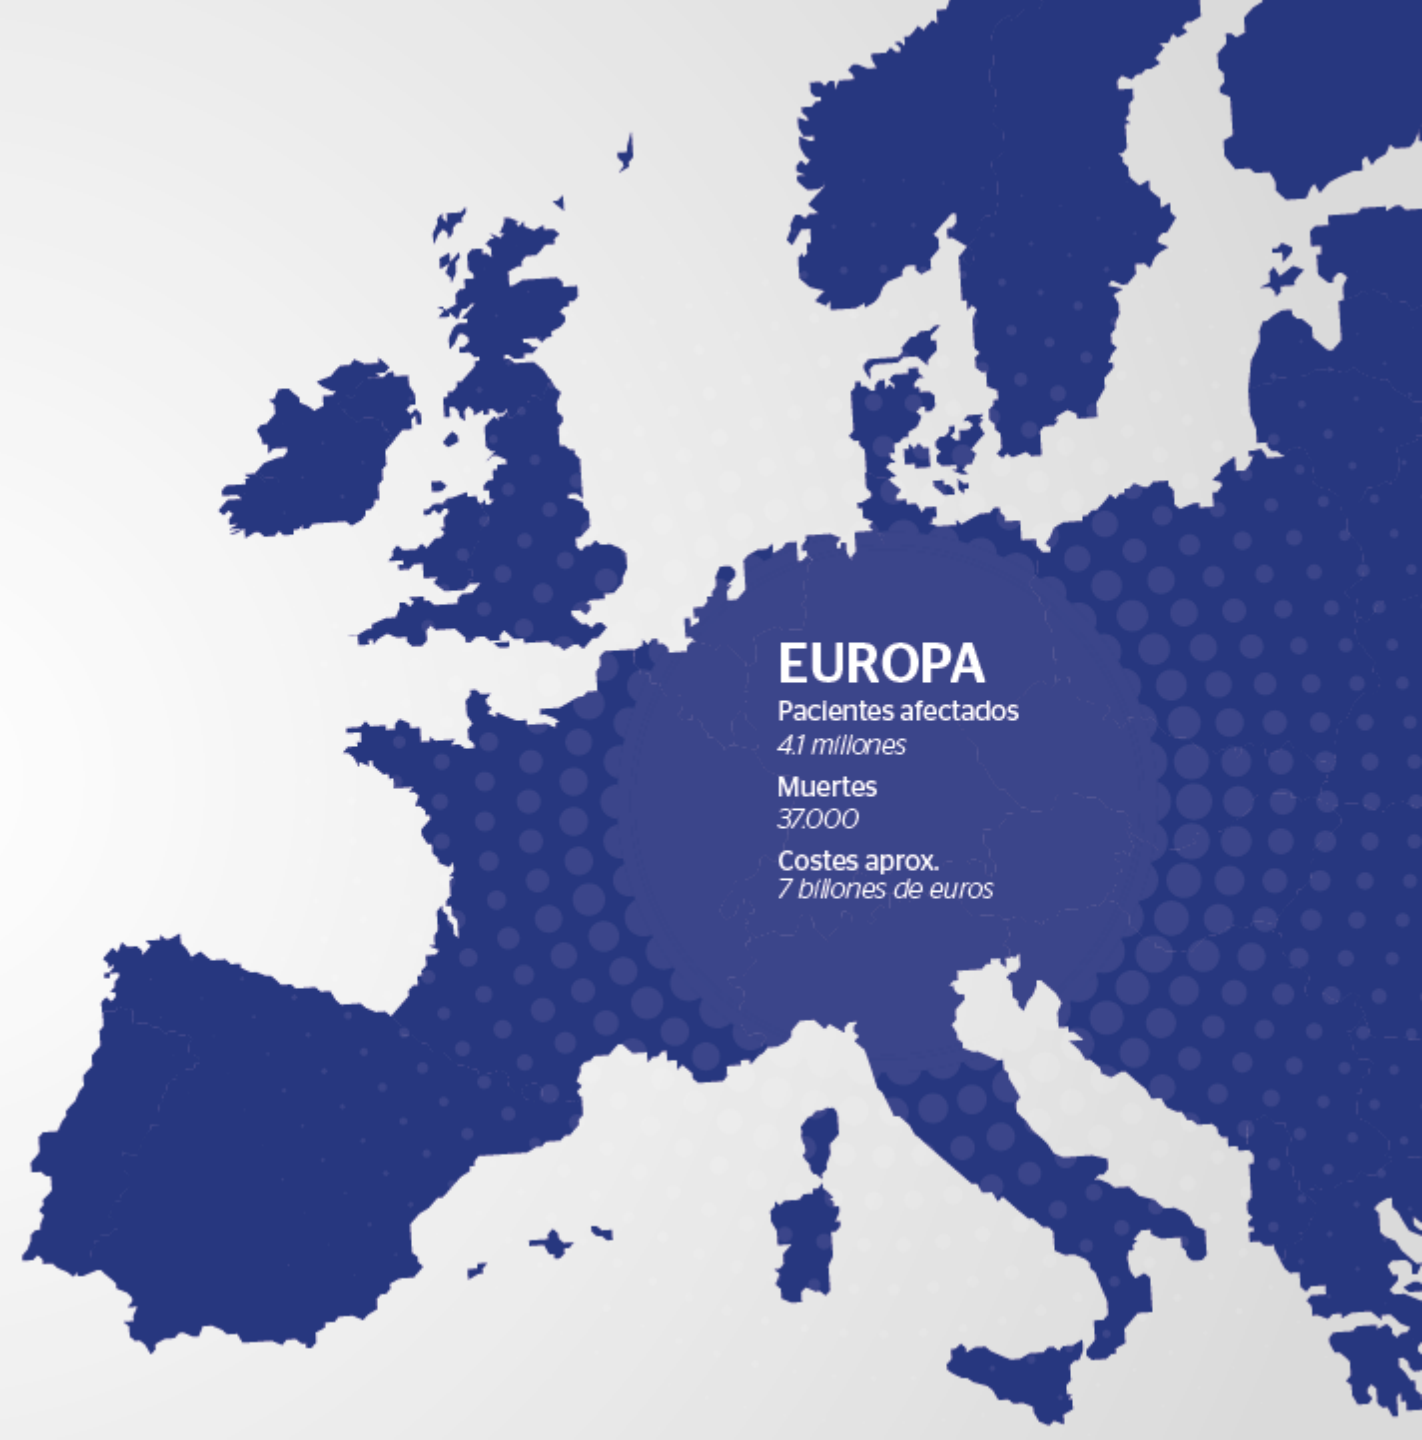 EUROPA
Pacientes afectados
4.1 millones
Muertes
37.000
Costes aprox.
7 billones de euros